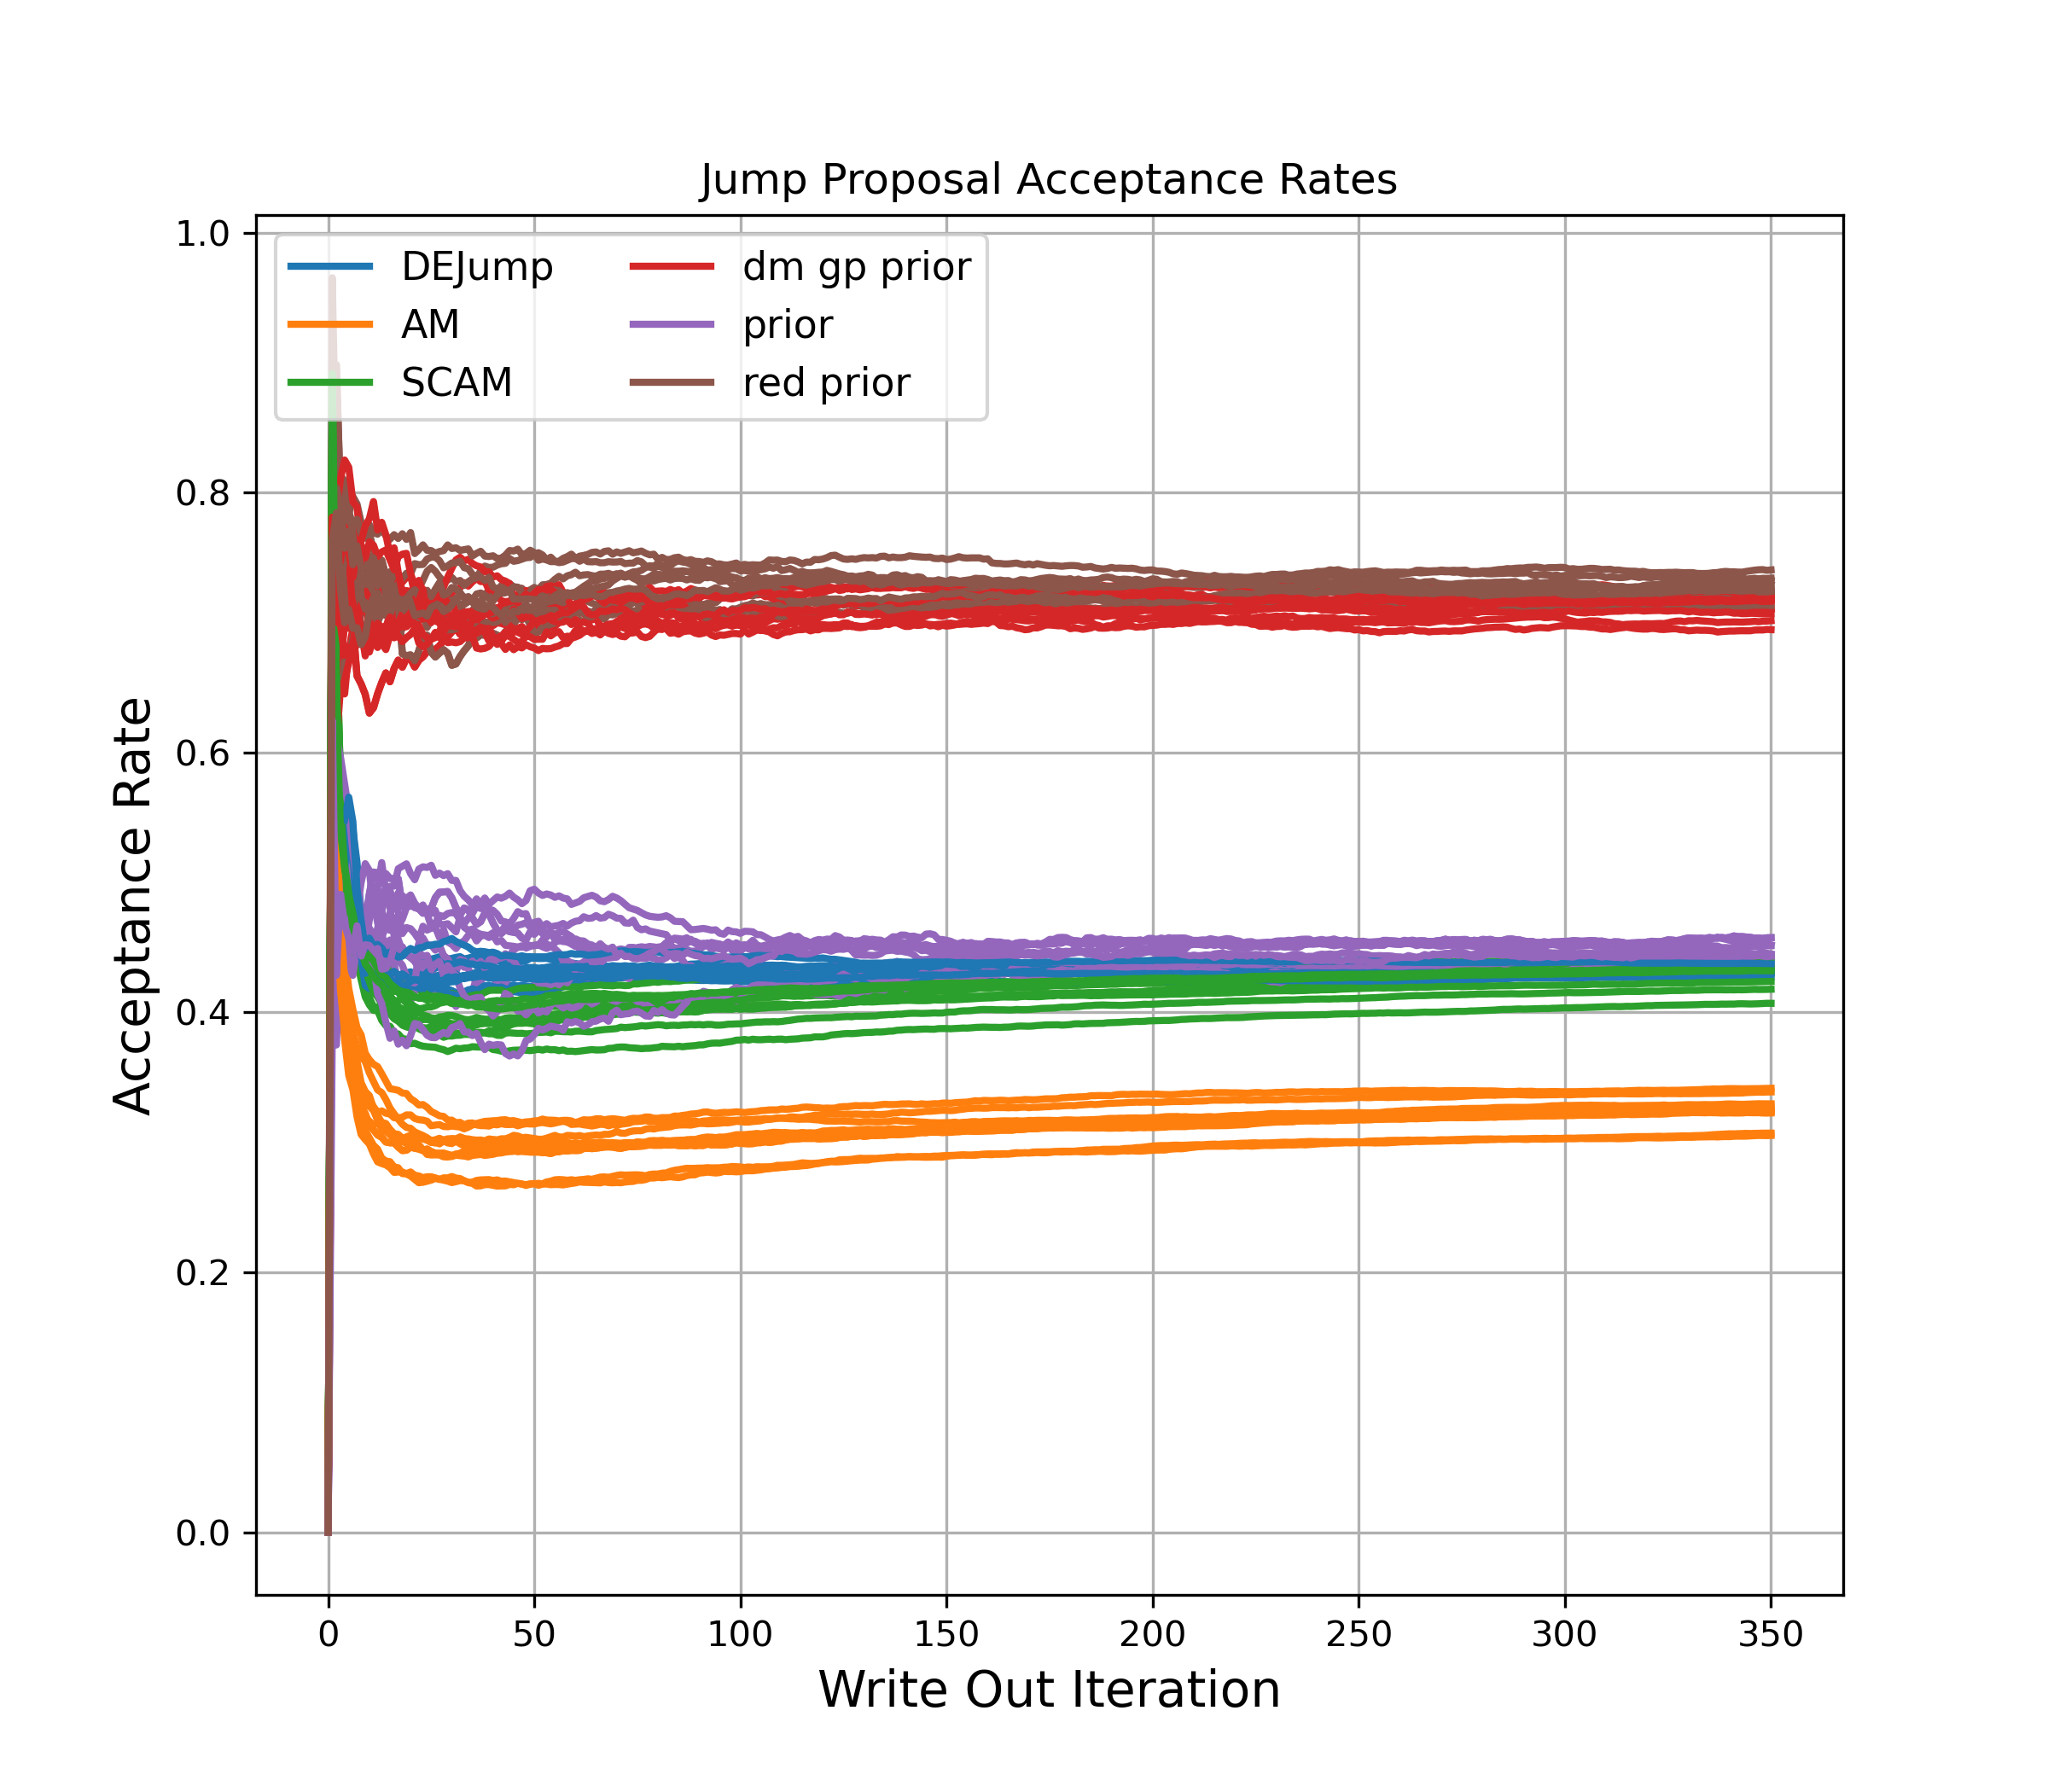 Jump Proposal Acceptance Rates
1.0
0.8
0.6
0.4
0.2
0.0
Acceptance Rate
DEJump
AM
SCAM
dm gp prior
prior
red prior
0 50 100 150 200 250 300 350
Write Out Iteration